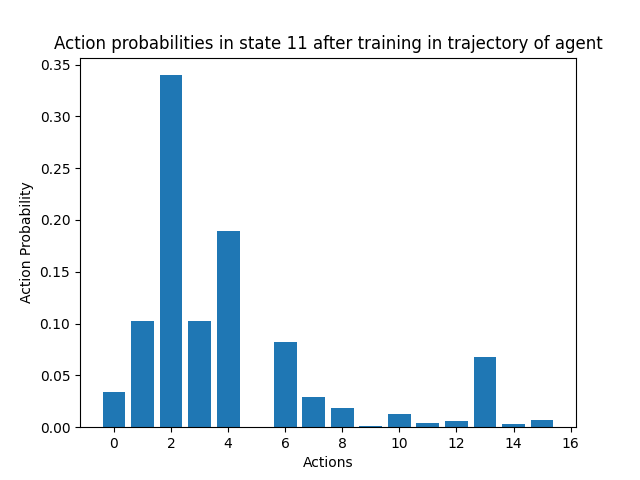 Action probabilities in state 11 after training in trajectory of agent
0.35
0.30
0.25
0.20
0.15
0.10
0.05
0.00
Action Probability
0 2 4 6 8 10 12 14 16
Actions